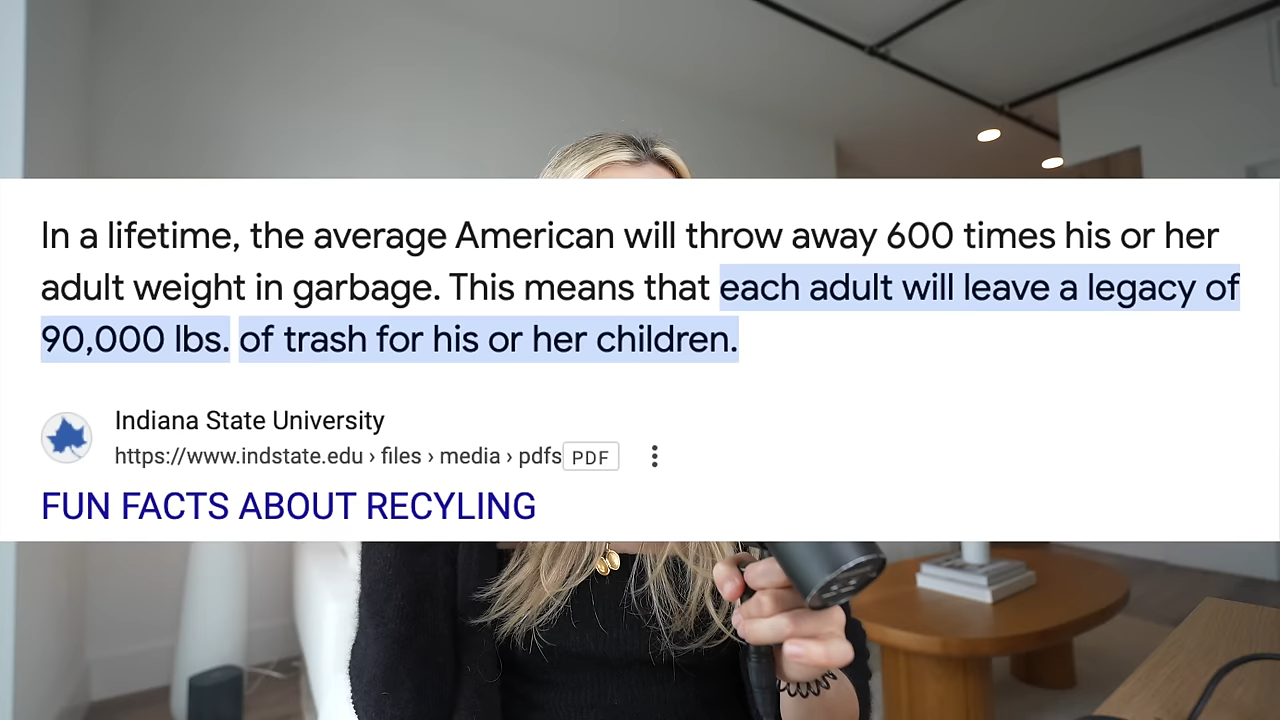 In a lifetime, the average American will throw away 600 times his or her
adult weight in garbage. This means that each adult will leave a legacy of
90,000 lbs. of trash for his or her children.
Indiana State University
https://www.indstate.edu › files › media › pdfs PDF
FUN FACTS ABOUT RECYLING